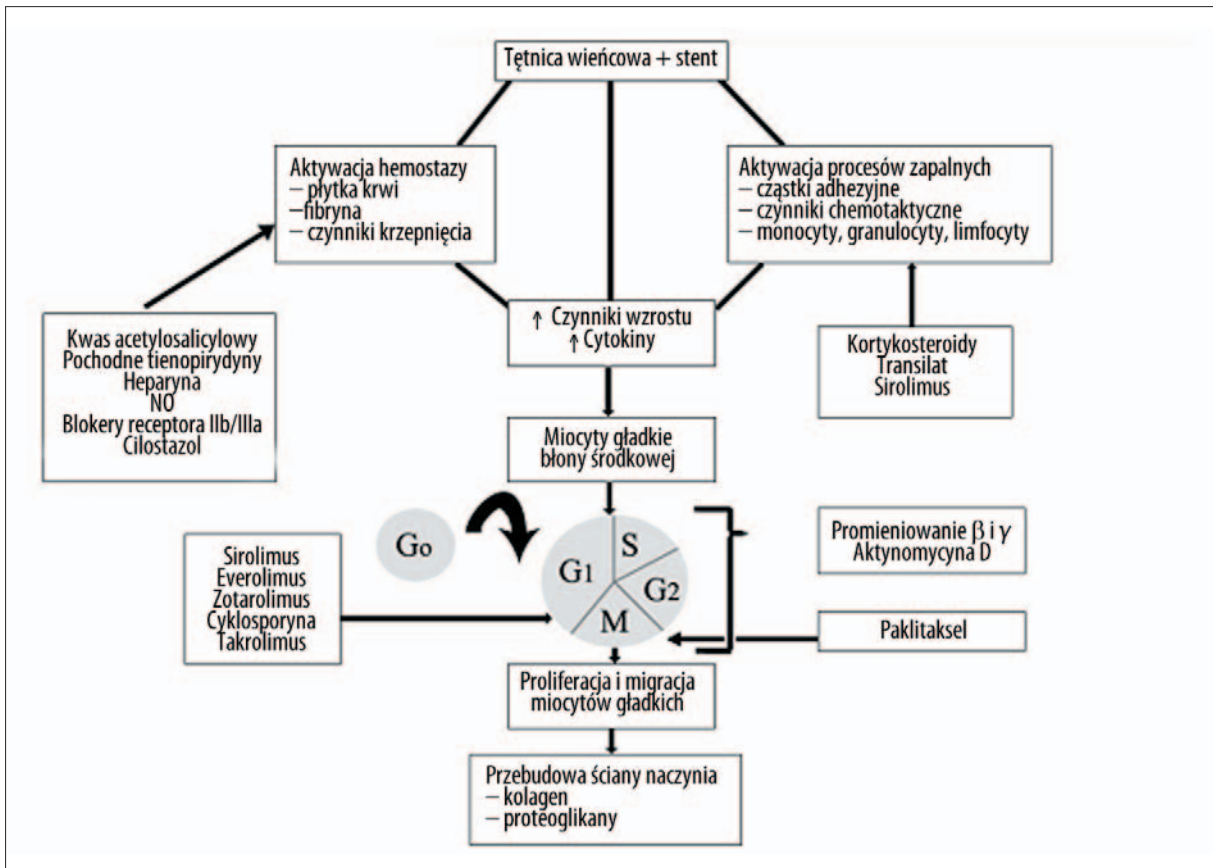 Tętnica wieńcowa + stent
Aktywacja hemostazy
– płytka krwi
–fibryna
– czynniki krzepnięcia
Aktywacja procesów zapalnych
– cząstki adhezyjne
– czynniki chemotaktyczne
– monocyty, granulocyty, limfocyty
↑ Czynniki wzrostu
↑ Cytokiny
Kwas acetylosalicylowy
Pochodne tienopirydyny
Heparyna
NO
Blokery receptora IIb/IIIa
Cilostazol
Kortykosteroidy
Transilat
Sirolimus
Miocyty gładkie
błony środkowej
G0
G1
S
G2
M
Sirolimus
Everolimus
Zotarolimus
Cyklosporyna
Takrolimus
Promieniowanie β i γ
Aktynomycyna D
Paklitaksel
Proliferacja i migracja
miocytów gładkich
Przebudowa ściany naczynia
– kolagen
– proteoglikany